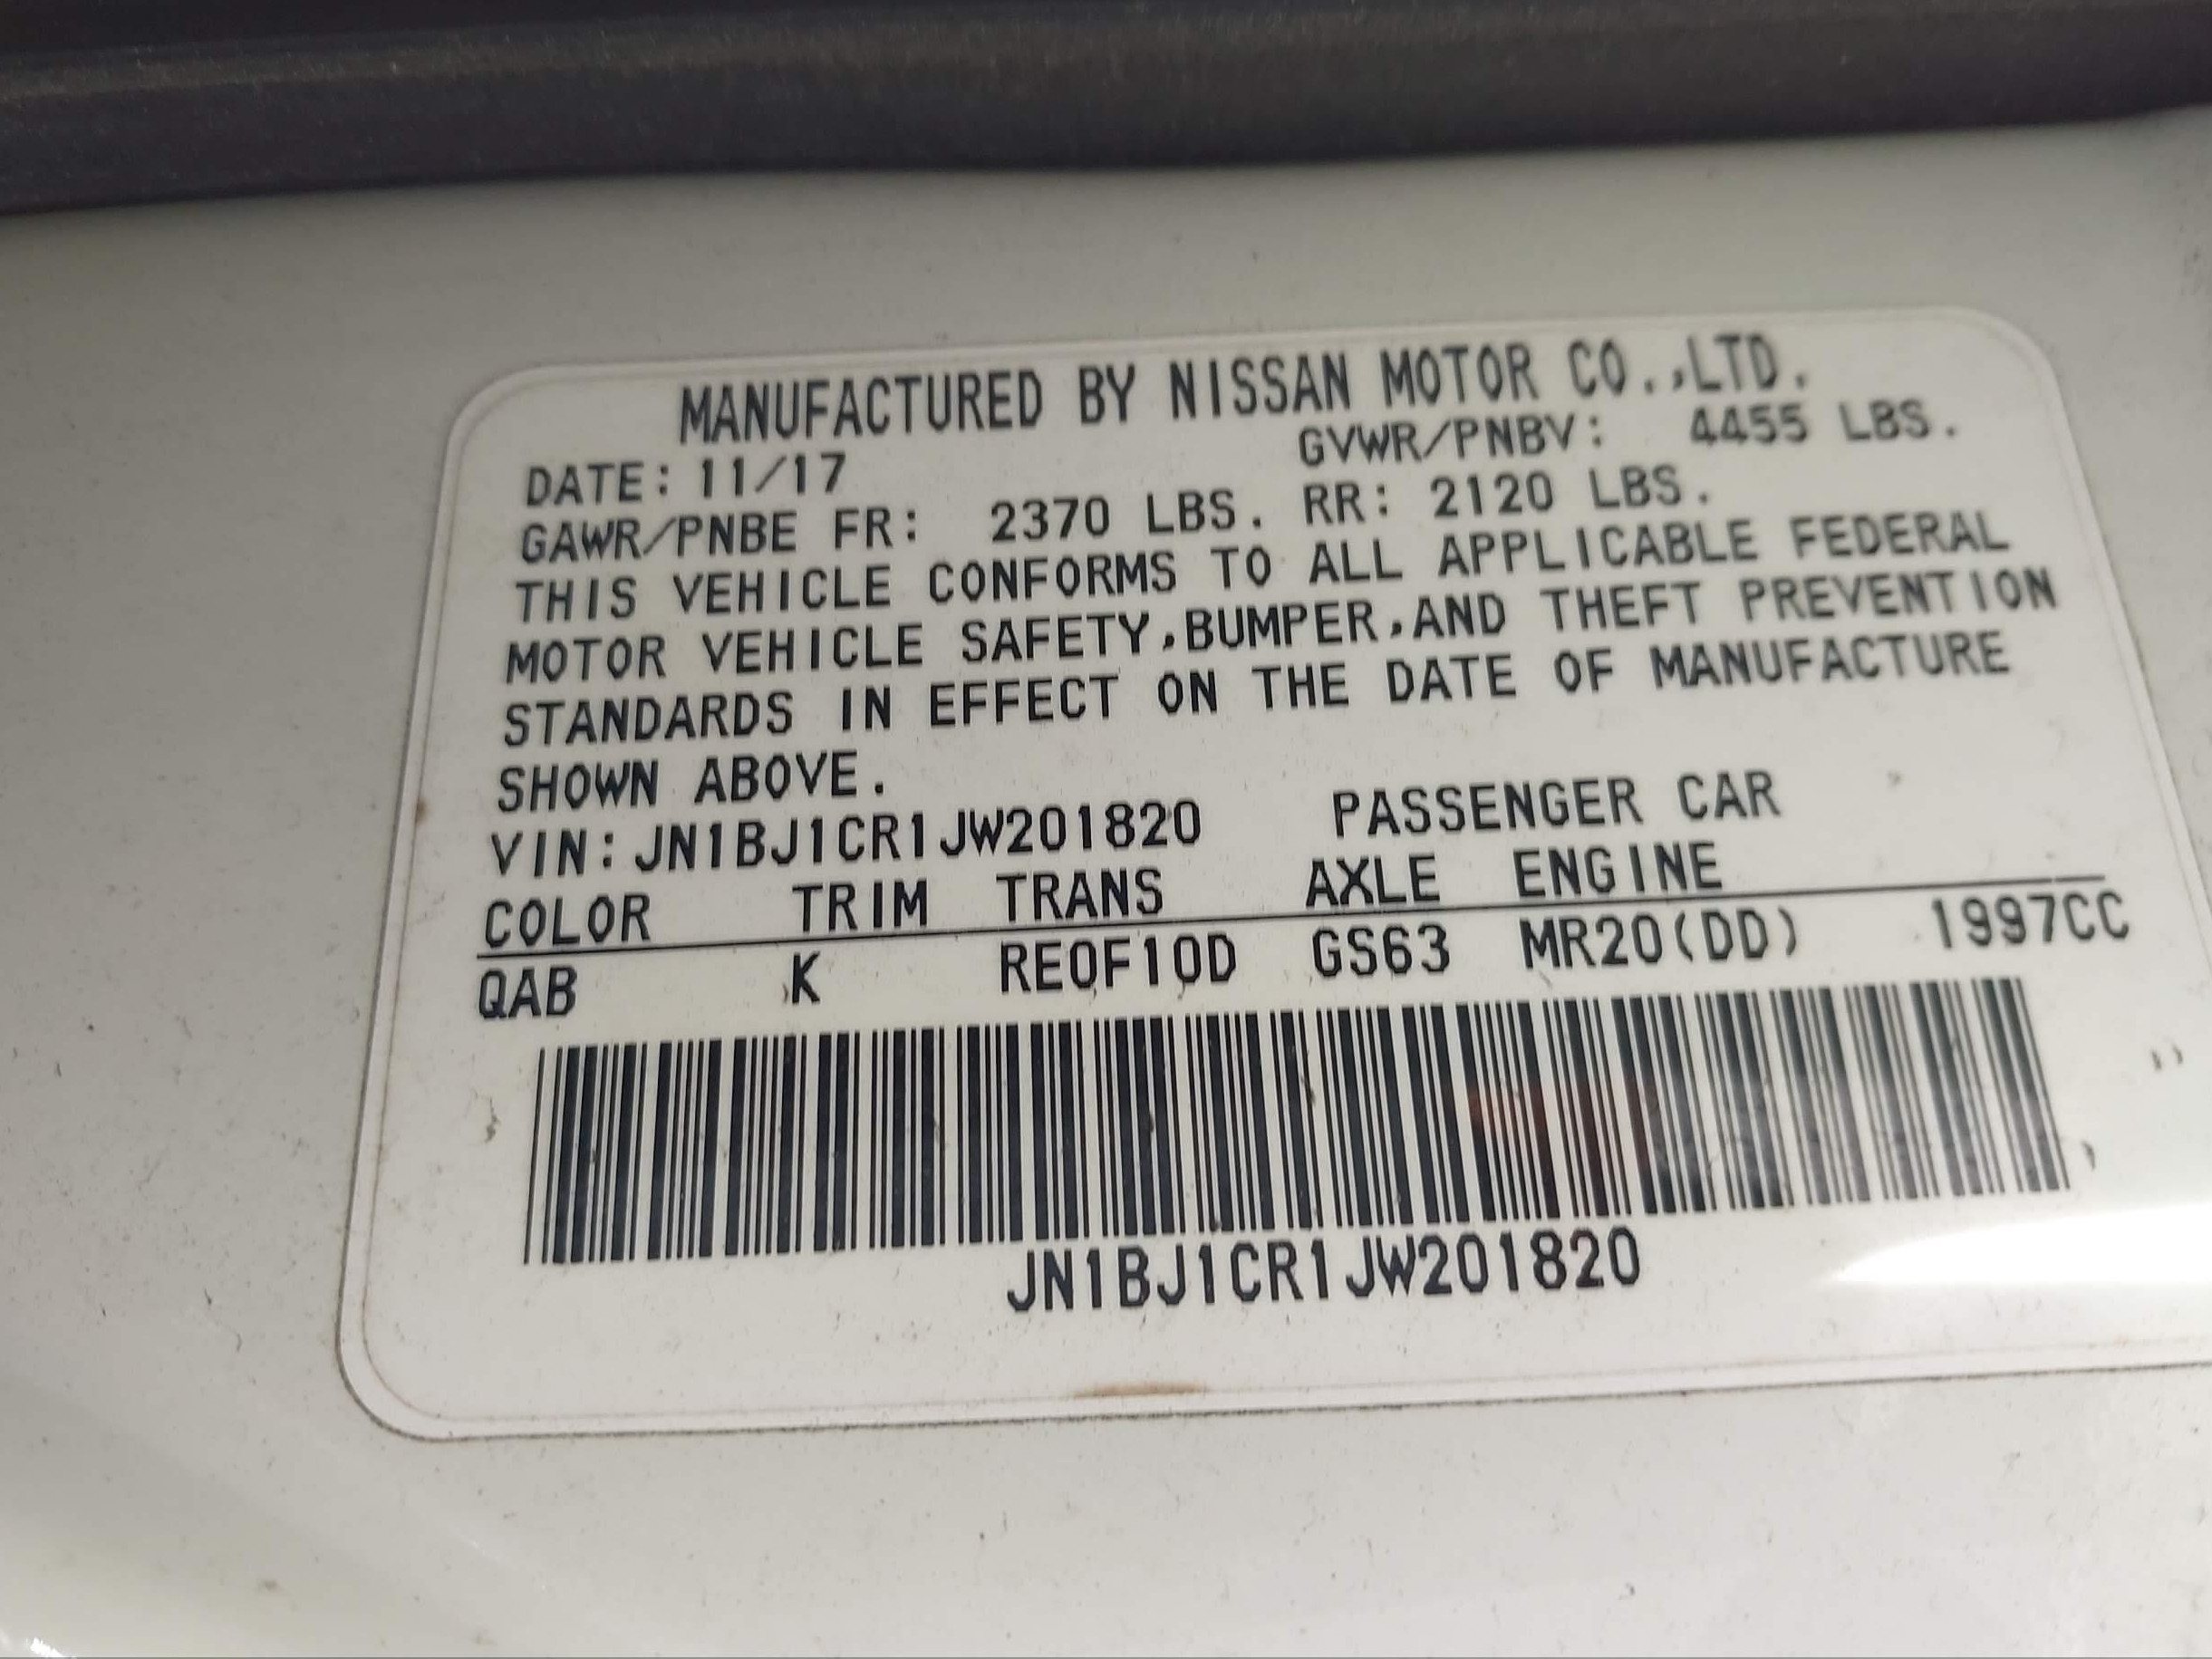 MANUFACTURED BY NISSAN MOTOR CO.,LTD.
DATE: 11/17 GVWR/PNBV: 4455 LBS.
GAWR/PNBE FR: 2370 LBS. RR: 2120 LBS.
THIS VEHICLE CONFORMS TO ALL APPLICABLE FEDERAL
MOTOR VEHICLE SAFETY,BUMPER,AND THEFT PREVENTION
STANDARDS IN EFFECT ON THE DATE OF MANUFACTURE
SHOWN ABOVE.
VIN:JN1BJ1CR1JW201820 PASSENGER CAR
COLOR TRIM TRANS AXLE ENGINE
QAB K RE0F10D GS63 MR20(DD) 1997CC
JN1BJ1CR1JW201820